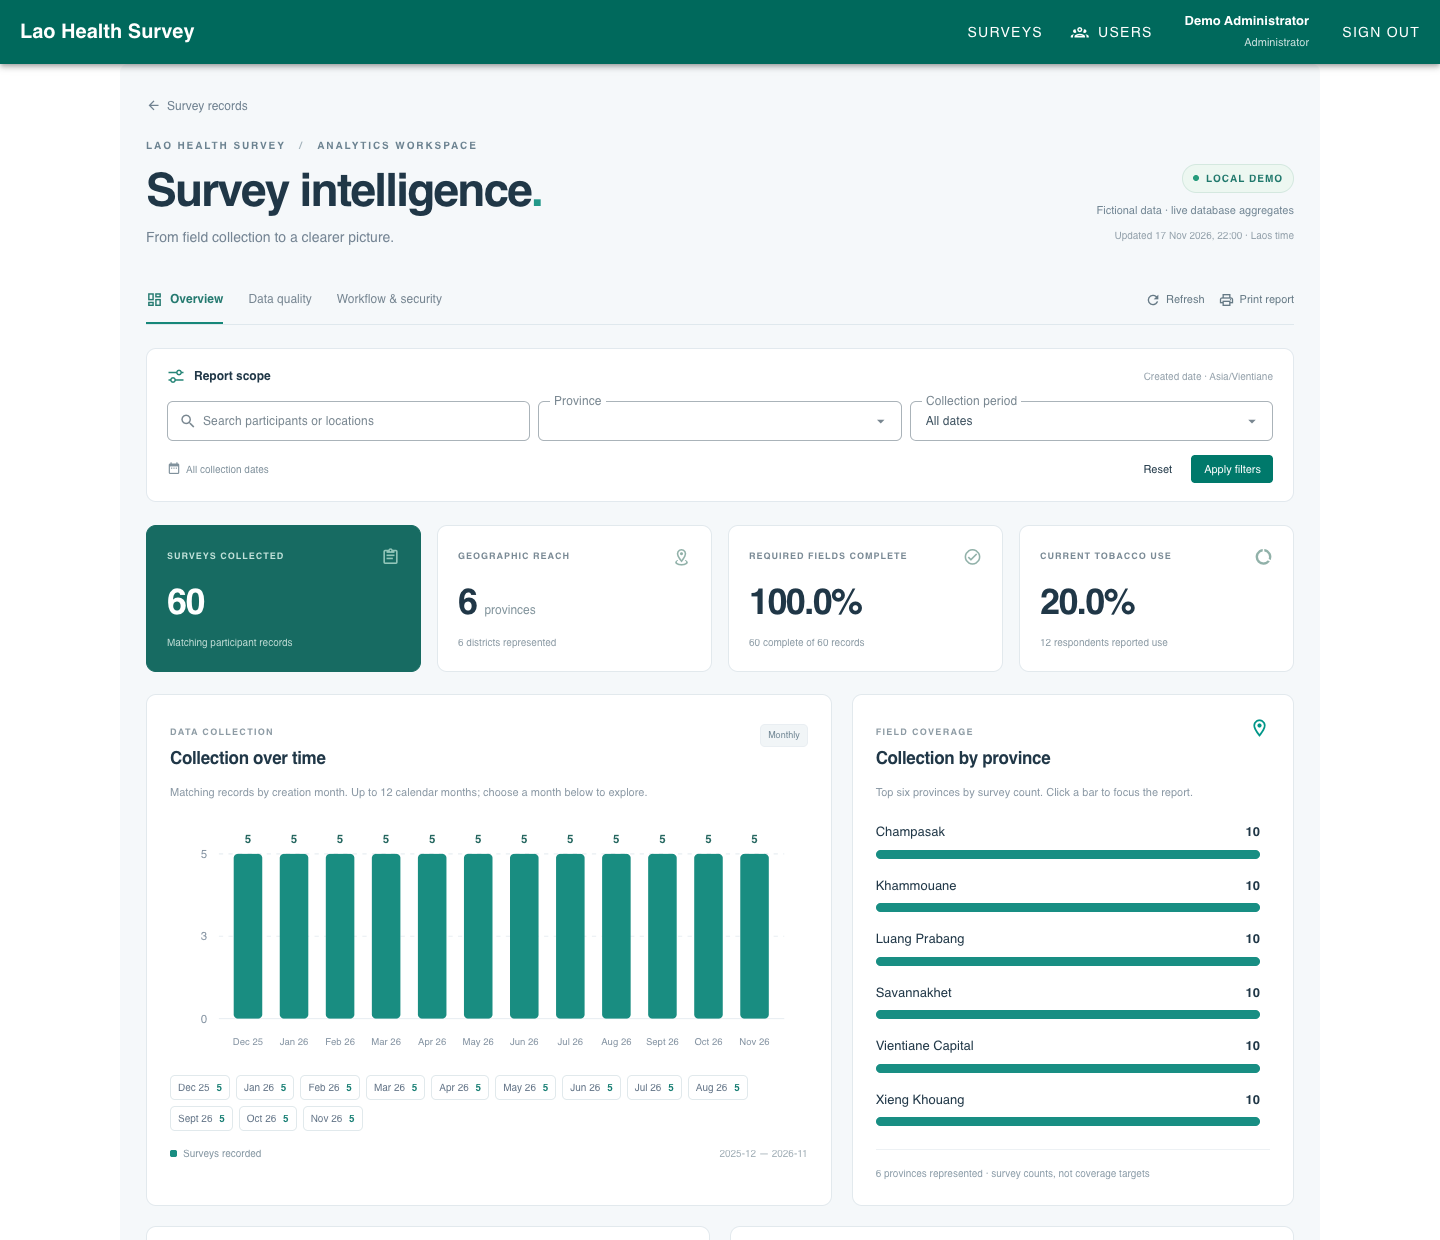 Lao Health Survey
SURVEYS
USERS
Demo Administrator
Administrator
SIGN OUT
Survey records
LAO HEALTH SURVEY / ANALYTICS WORKSPACE
Survey intelligence.
From field collection to a clearer picture.
LOCAL DEMO
Fictional data · live database aggregates
Updated 17 Nov 2026, 22:00 · Laos time
Overview
Data quality
Workflow & security
Refresh
Print report
Report scope
Created date · Asia/Vientiane
Search participants or locations
Province
Collection period
All dates
All collection dates
Reset
Apply filters
SURVEYS COLLECTED
60
Matching participant records
GEOGRAPHIC REACH
6 provinces
6 districts represented
REQUIRED FIELDS COMPLETE
100.0%
60 complete of 60 records
CURRENT TOBACCO USE
20.0%
12 respondents reported use
DATA COLLECTION
Monthly
Collection over time
Matching records by creation month. Up to 12 calendar months; choose a month below to explore.
5 5 5 5 5 5 5 5 5 5 5 5
5
3
0
Dec 25 Jan 26 Feb 26 Mar 26 Apr 26 May 26 Jun 26 Jul 26 Aug 26 Sept 26 Oct 26 Nov 26
Dec 25 5 Jan 26 5 Feb 26 5 Mar 26 5 Apr 26 5 May 26 5 Jun 26 5 Jul 26 5 Aug 26 5
Sept 26 5 Oct 26 5 Nov 26 5
Surveys recorded
2025-12 — 2026-11
FIELD COVERAGE
Collection by province
Top six provinces by survey count. Click a bar to focus the report.
Champasak 10
Khammouane 10
Luang Prabang 10
Savannakhet 10
Vientiane Capital 10
Xieng Khouang 10
6 provinces represented · survey counts, not coverage targets